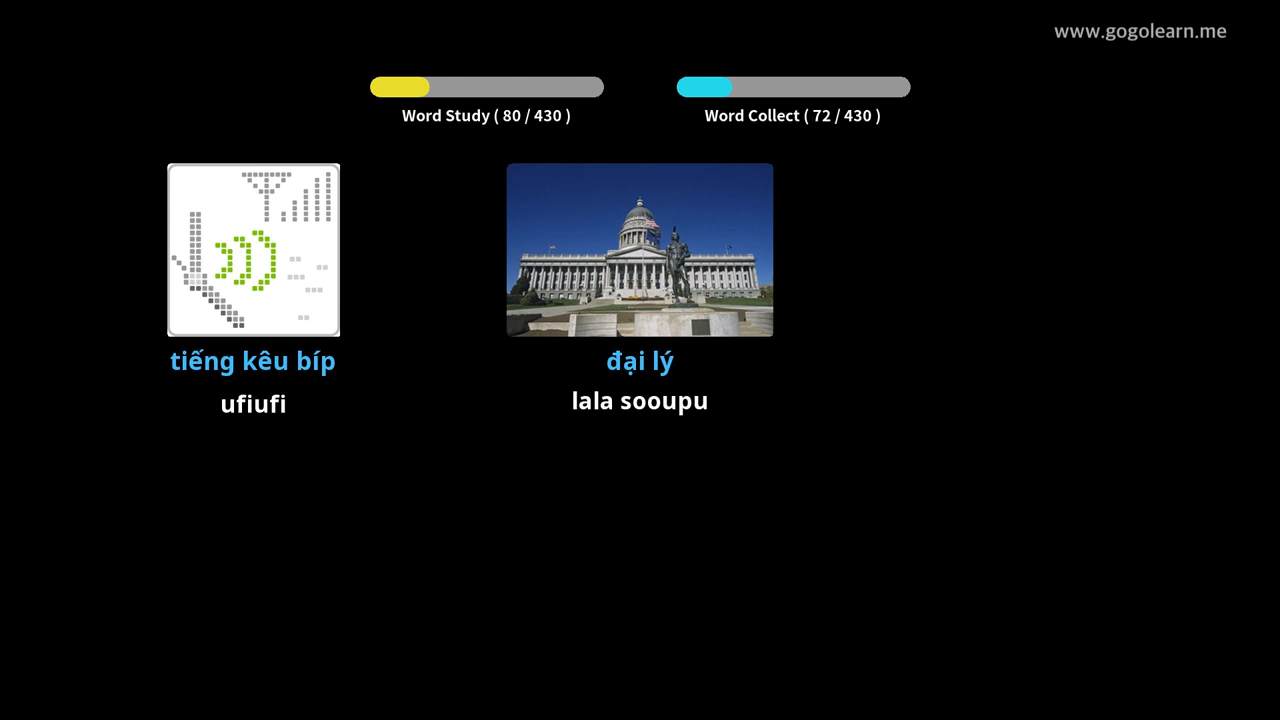 www.gogolearn.me
Word Study ( 80 / 430 )
Word Collect ( 72 / 430 )
tiếng kêu bíp
đại lý
ufiufi
lala sooupu